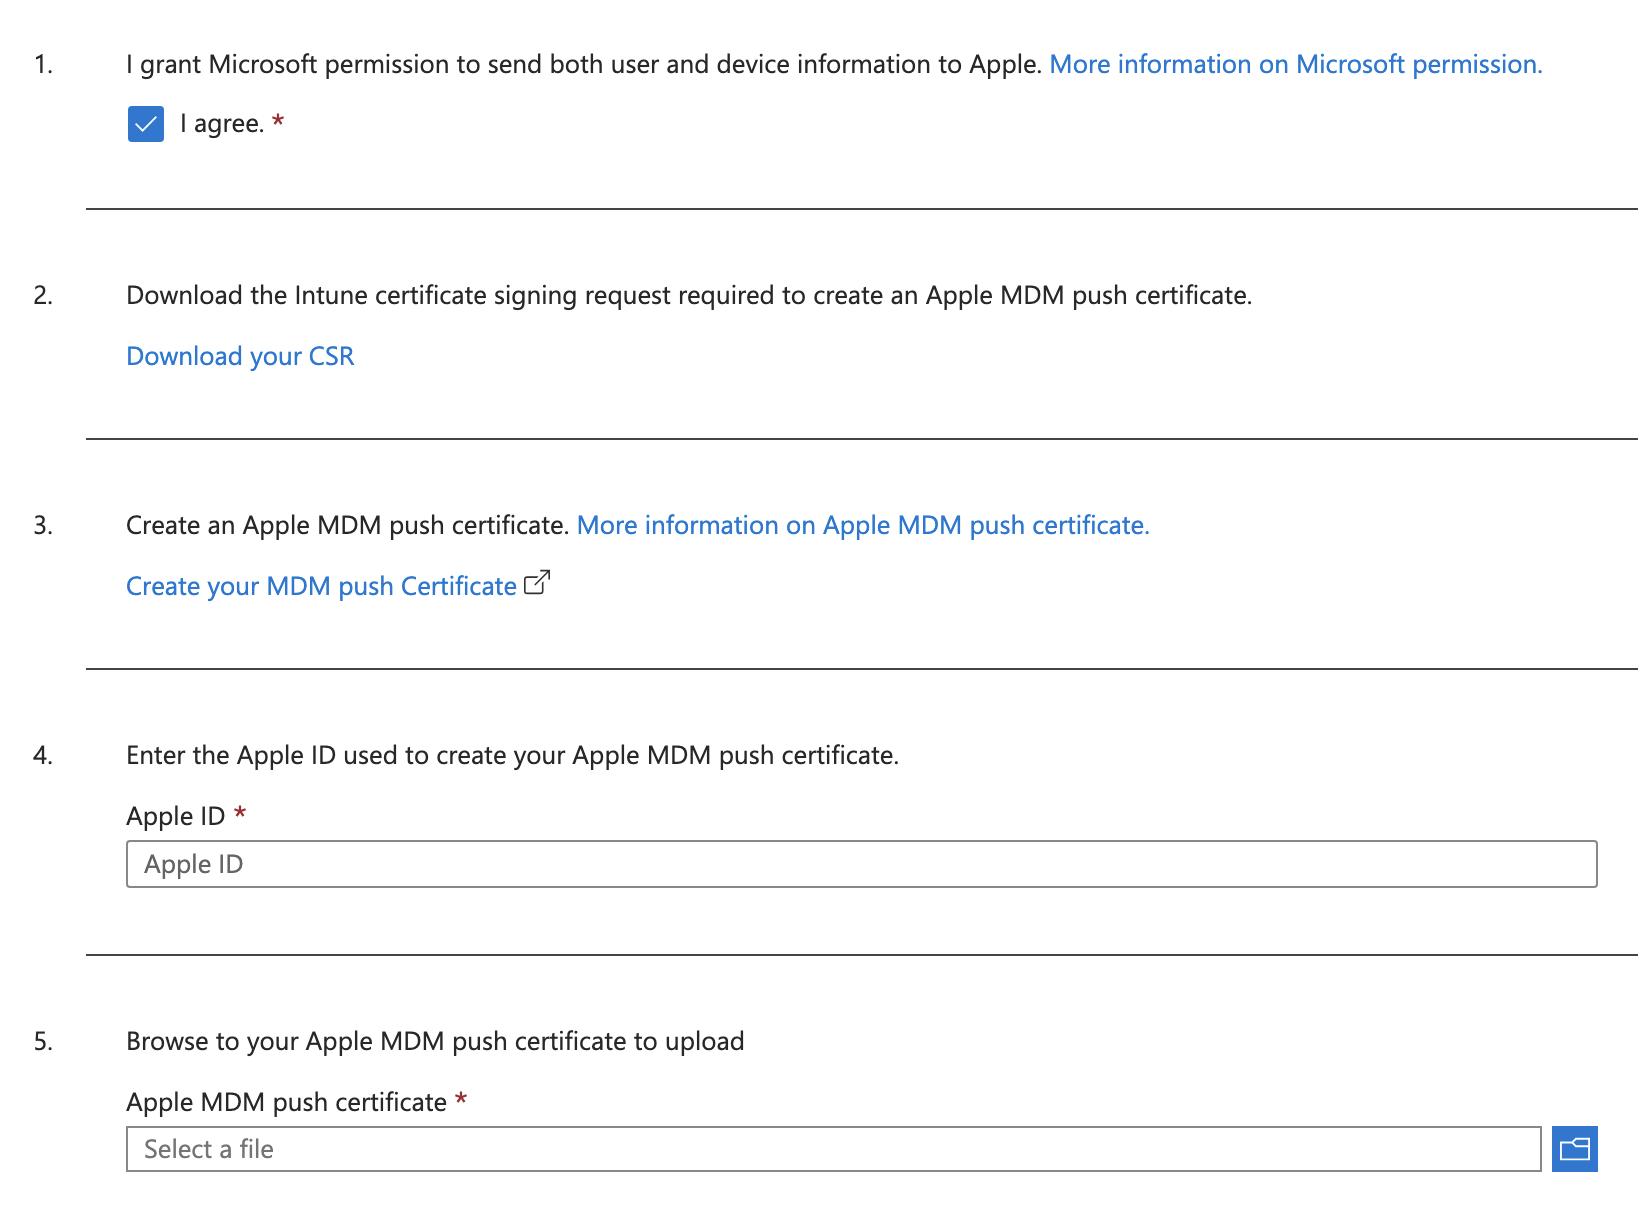 1. I grant Microsoft permission to send both user and device information to Apple. More information on Microsoft permission.
I agree. *
2. Download the Intune certificate signing request required to create an Apple MDM push certificate.
Download your CSR
3. Create an Apple MDM push certificate. More information on Apple MDM push certificate.
Create your MDM push Certificate
4. Enter the Apple ID used to create your Apple MDM push certificate.
Apple ID *
Apple ID
5. Browse to your Apple MDM push certificate to upload
Apple MDM push certificate *
Select a file